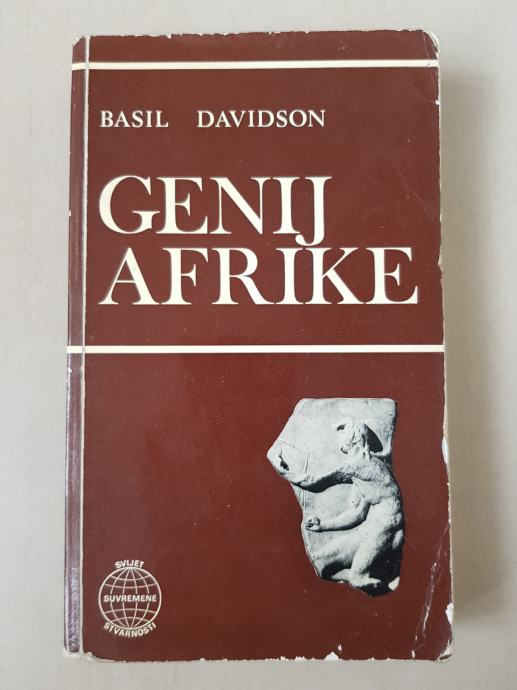 BASIL DAVIDSON
GENIJ
AFRIKE
SVIJET
SUVREMENE
STVARNOSTI